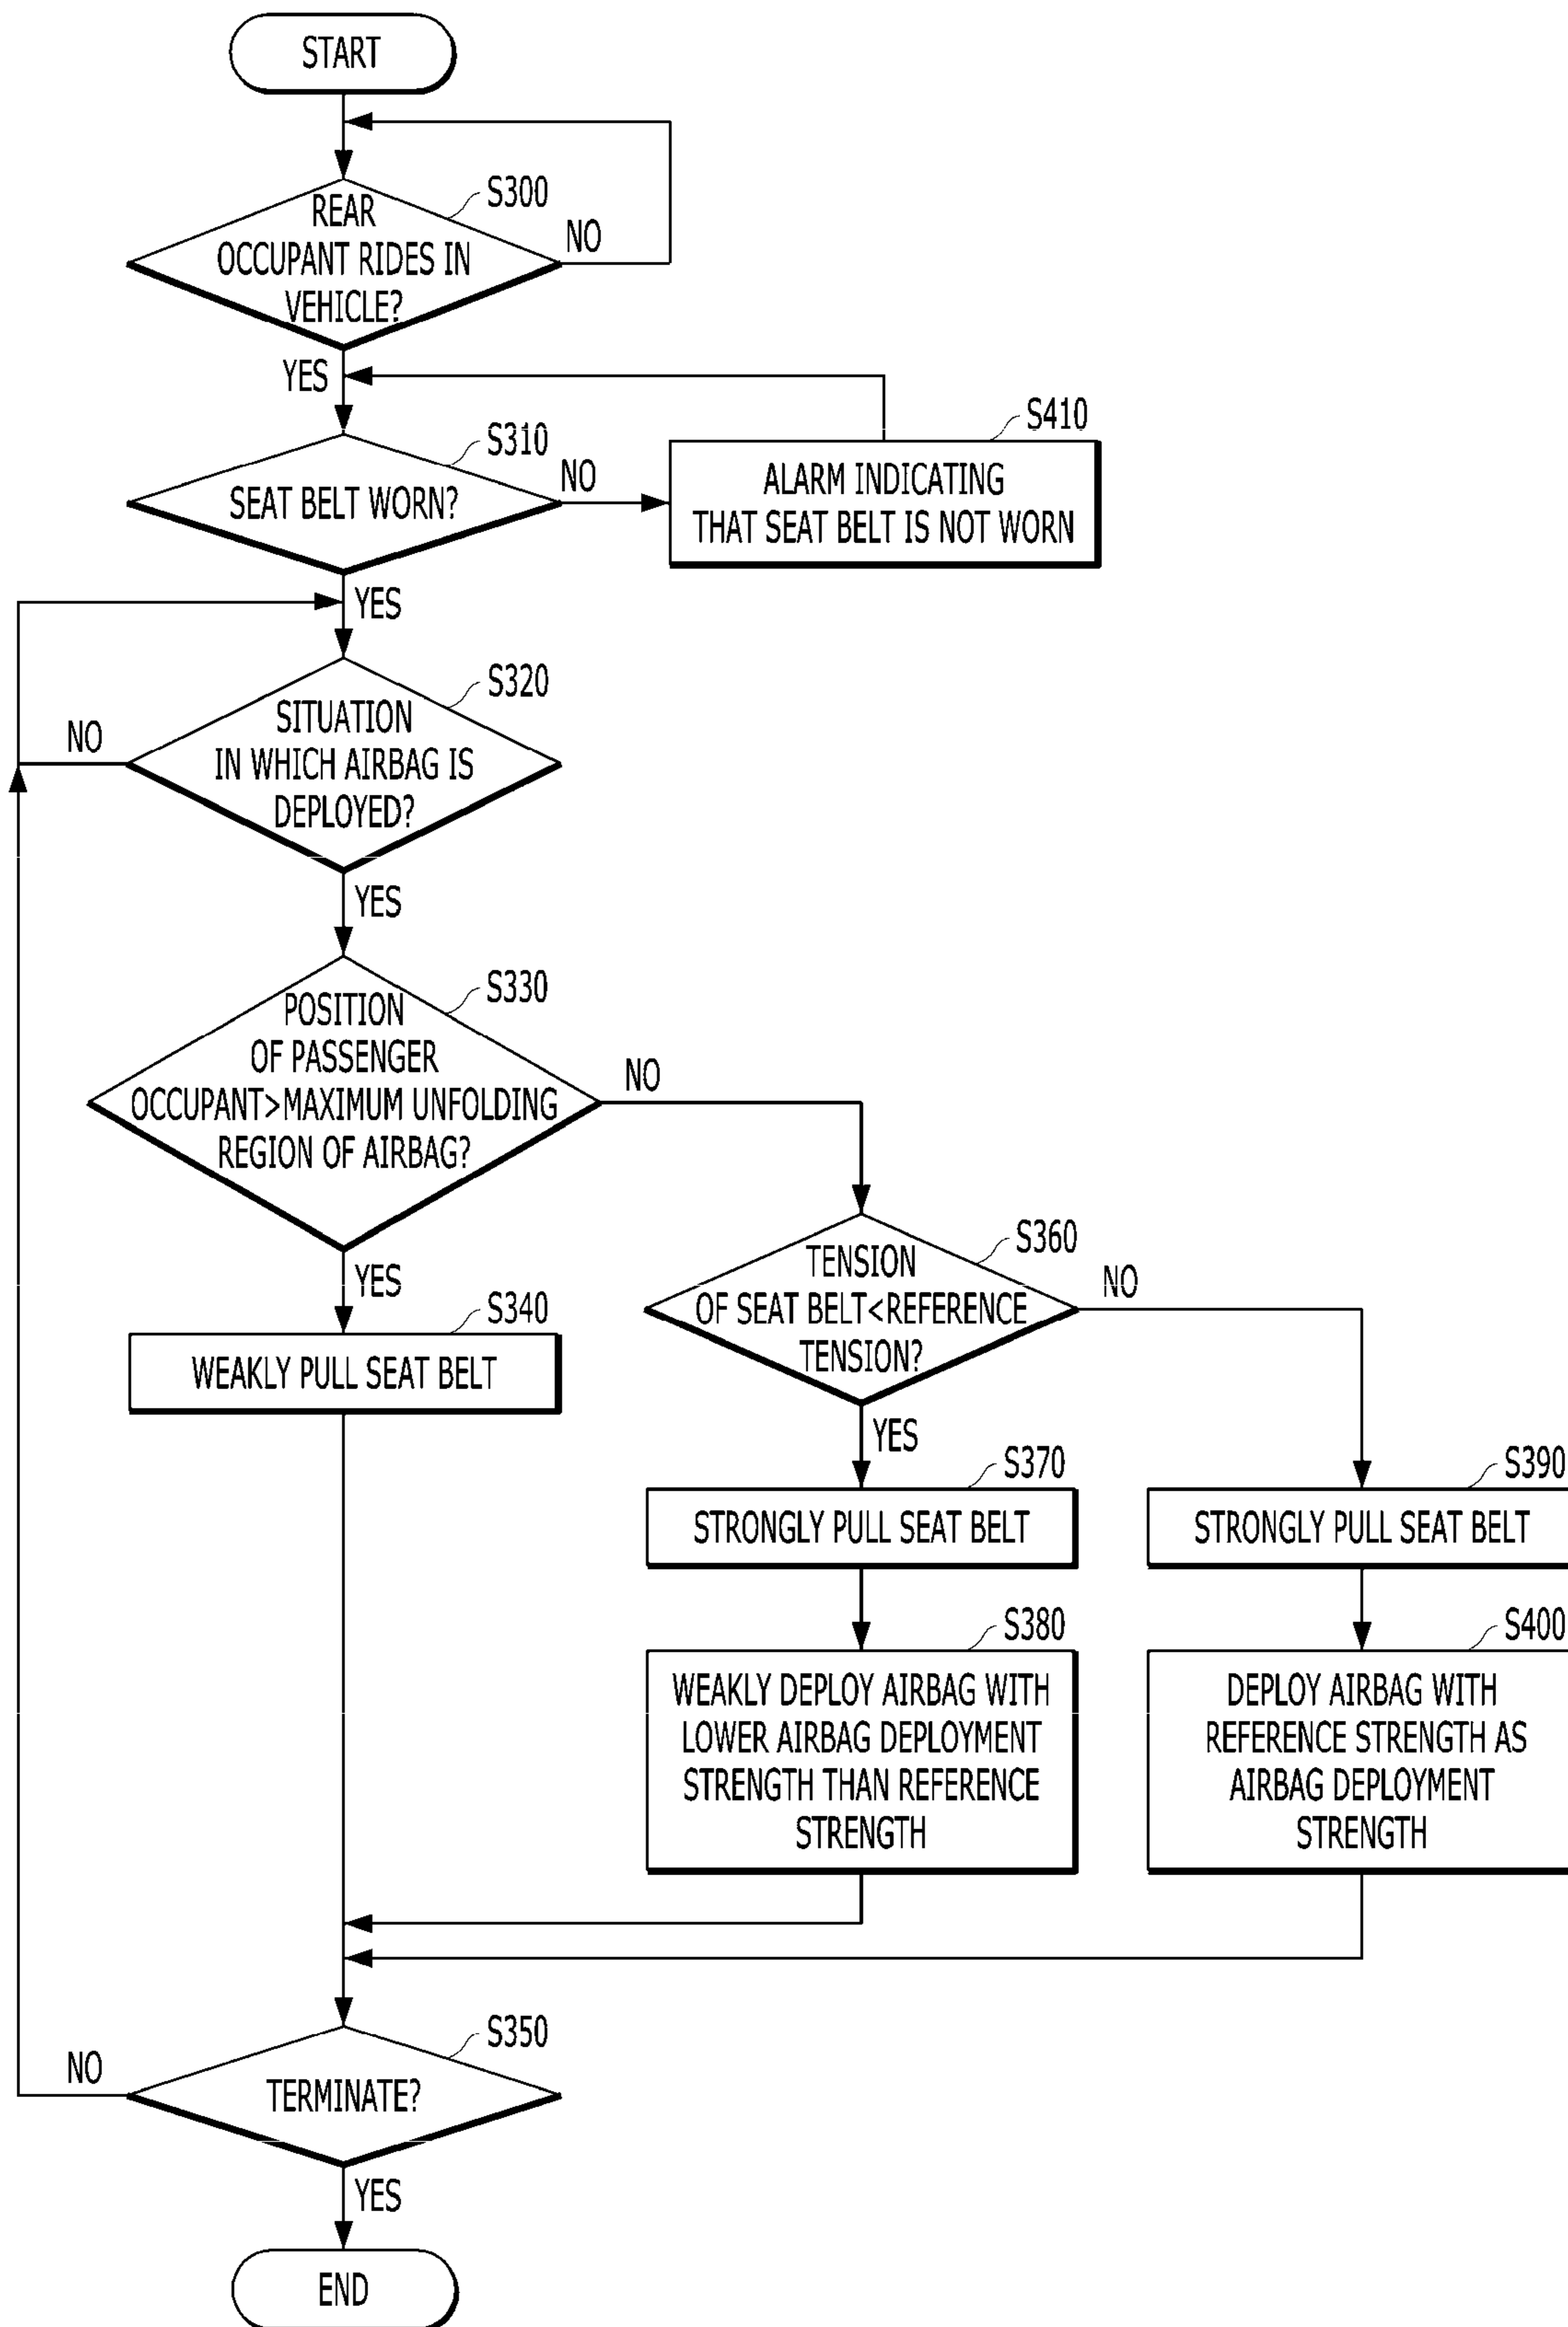 START
S300
REAR
OCCUPANT RIDES IN
VEHICLE?
NO
YES
S310
SEAT BELT WORN?
NO
S410
ALARM INDICATING
THAT SEAT BELT IS NOT WORN
YES
S320
SITUATION
IN WHICH AIRBAG IS
DEPLOYED?
NO
YES
S330
POSITION
OF PASSENGER
OCCUPANT>MAXIMUM UNFOLDING
REGION OF AIRBAG?
NO
YES
S340
WEAKLY PULL SEAT BELT
S360
TENSION
OF SEAT BELT<REFERENCE
TENSION?
NO
YES
S370
STRONGLY PULL SEAT BELT
S390
STRONGLY PULL SEAT BELT
S380
WEAKLY DEPLOY AIRBAG WITH
LOWER AIRBAG DEPLOYMENT
STRENGTH THAN REFERENCE
STRENGTH
S400
DEPLOY AIRBAG WITH
REFERENCE STRENGTH AS
AIRBAG DEPLOYMENT
STRENGTH
S350
TERMINATE?
NO
YES
END